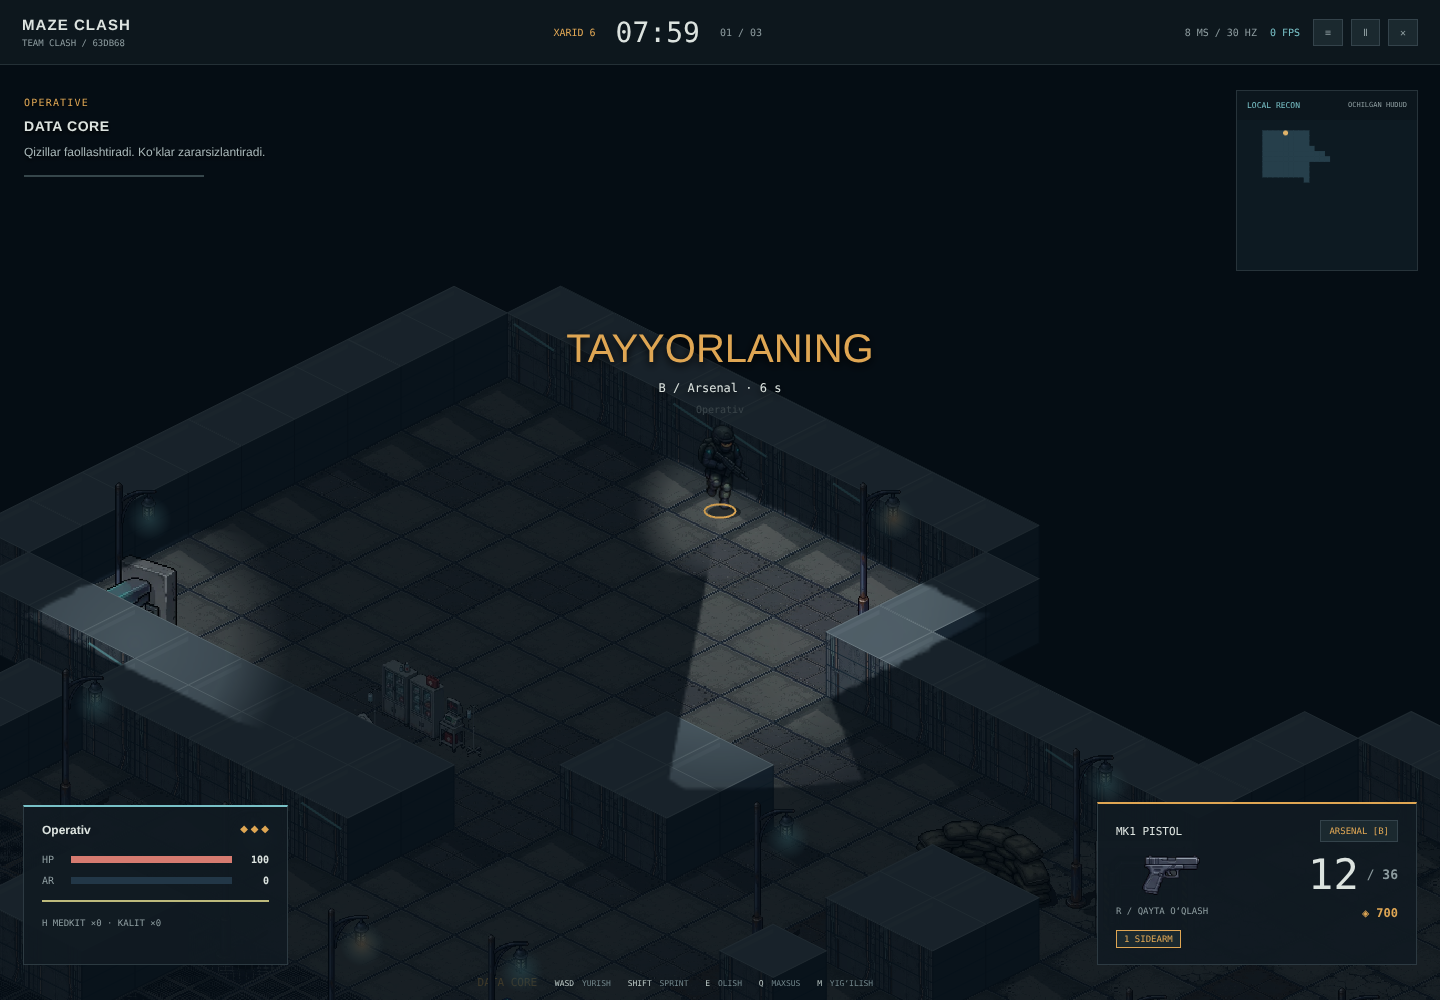 MAZE CLASH
TEAM CLASH / 63DB68
XARID 6 07:59 01 / 03
8 MS / 30 HZ 0 FPS ≡ Ⅱ ×
OPERATIVE
DATA CORE
Qizillar faollashtiradi. Ko‘klar zararsizlantiradi.
LOCAL RECON OCHILGAN HUDUD
TAYYORLANING
B / Arsenal · 6 s
Operativ
Operativ
HP 100
AR 0
H MEDKIT ×0 · KALIT ×0
MK1 PISTOL ARSENAL [B]
12 / 36
R / QAYTA O‘QLASH ◈ 700
1 SIDEARM
DATA CORE
WASD YURISH SHIFT SPRINT E OLISH Q MAXSUS M YIG‘ILISH